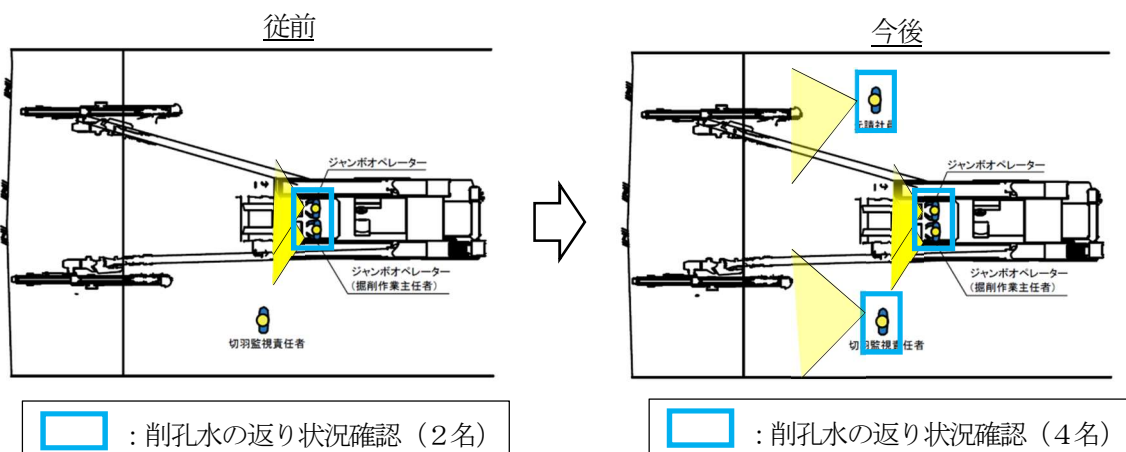 従前
ジャンボオペレーター
ジャンボオペレーター
（掘削作業主任者）
切羽監視責任者
：削孔水の返り状況確認（２名）
今後
元請社員
ジャンボオペレーター
ジャンボオペレーター
（掘削作業主任者）
切羽監視責任者
：削孔水の返り状況確認（４名）